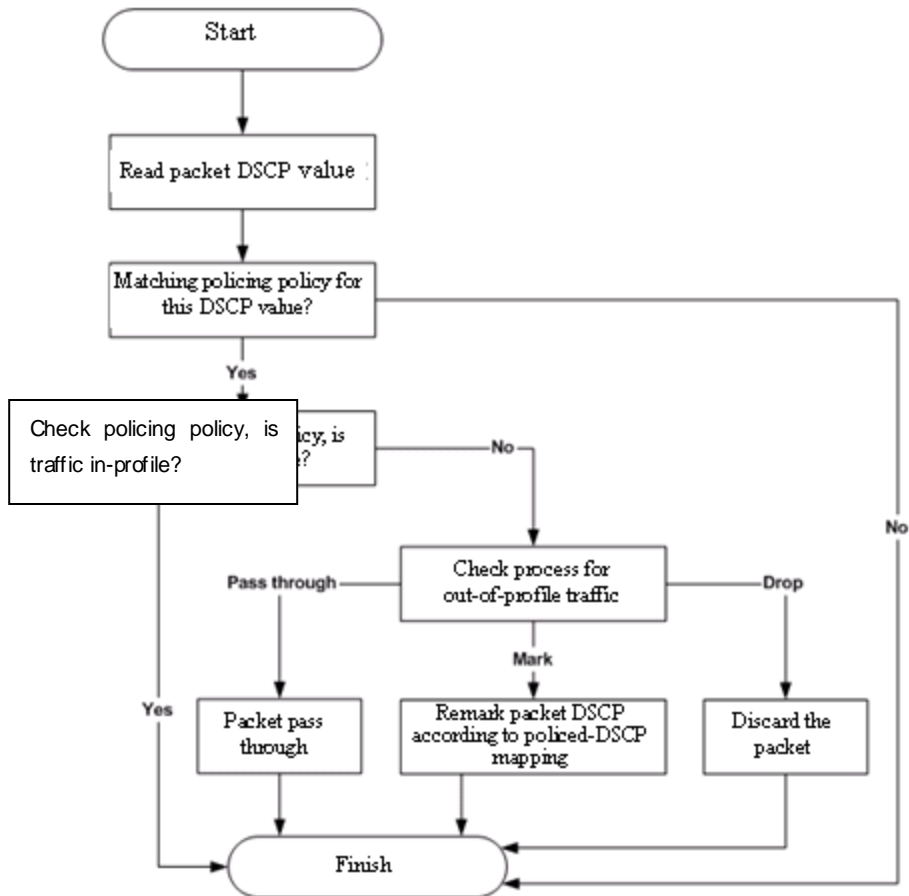 Start
Read packet DSCP value
Matching policing policy for
this DSCP value?
Yes
Check policing policy, is
traffic in-profile?
icy, is
e?
No
No
Check process for
out-of-profile traffic
Pass through
Drop
Mark
Yes
Packet pass
through
Remark packet DSCP
according to policed-DSCP
mapping
Discard the
packet
Finish